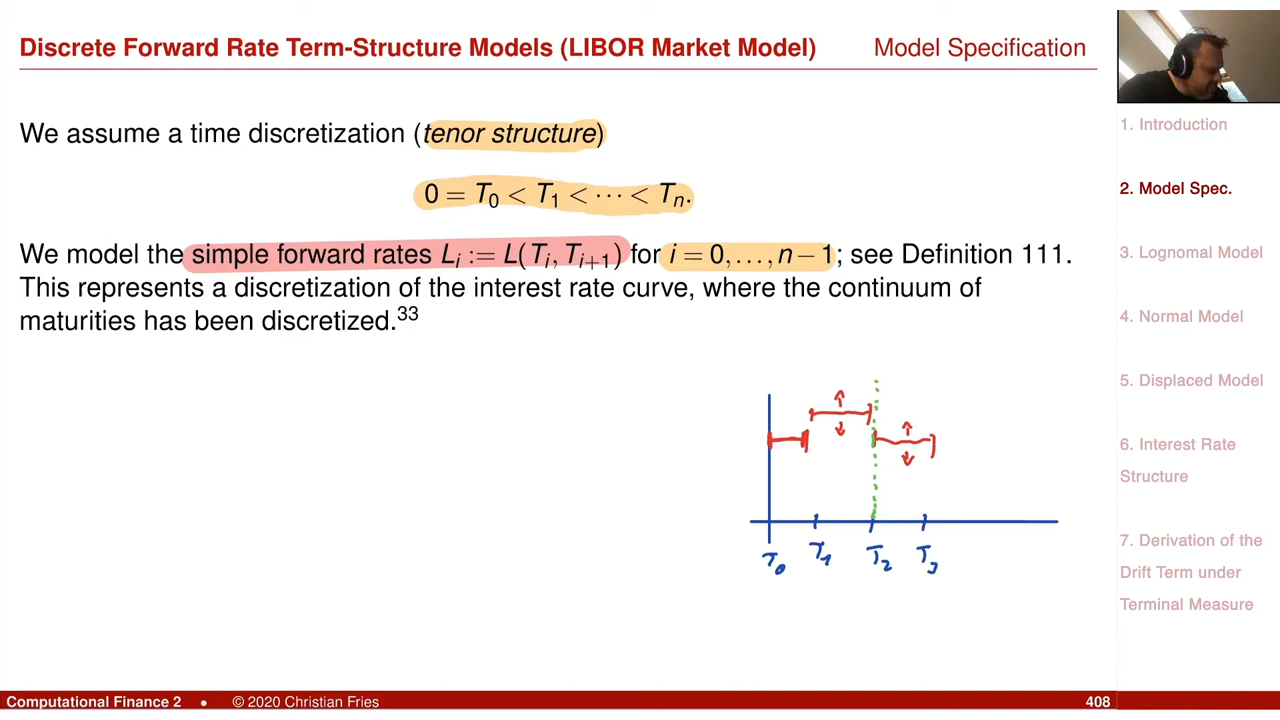 Discrete Forward Rate Term-Structure Models (LIBOR Market Model) Model Specification
We assume a time discretization (tenor structure)
0 = T₀ < T₁ < ⋯ < Tₙ.
We model the simple forward rates Lᵢ := L(Tᵢ, Tᵢ₊₁) for i = 0, …, n − 1; see Definition 111.
This represents a discretization of the interest rate curve, where the continuum of
maturities has been discretized.³³
T₀ T₁ T₂ T₃
1. Introduction
2. Model Spec.
3. Lognomal Model
4. Normal Model
5. Displaced Model
6. Interest Rate
Structure
7. Derivation of the
Drift Term under
Terminal Measure
Computational Finance 2 • © 2020 Christian Fries 408